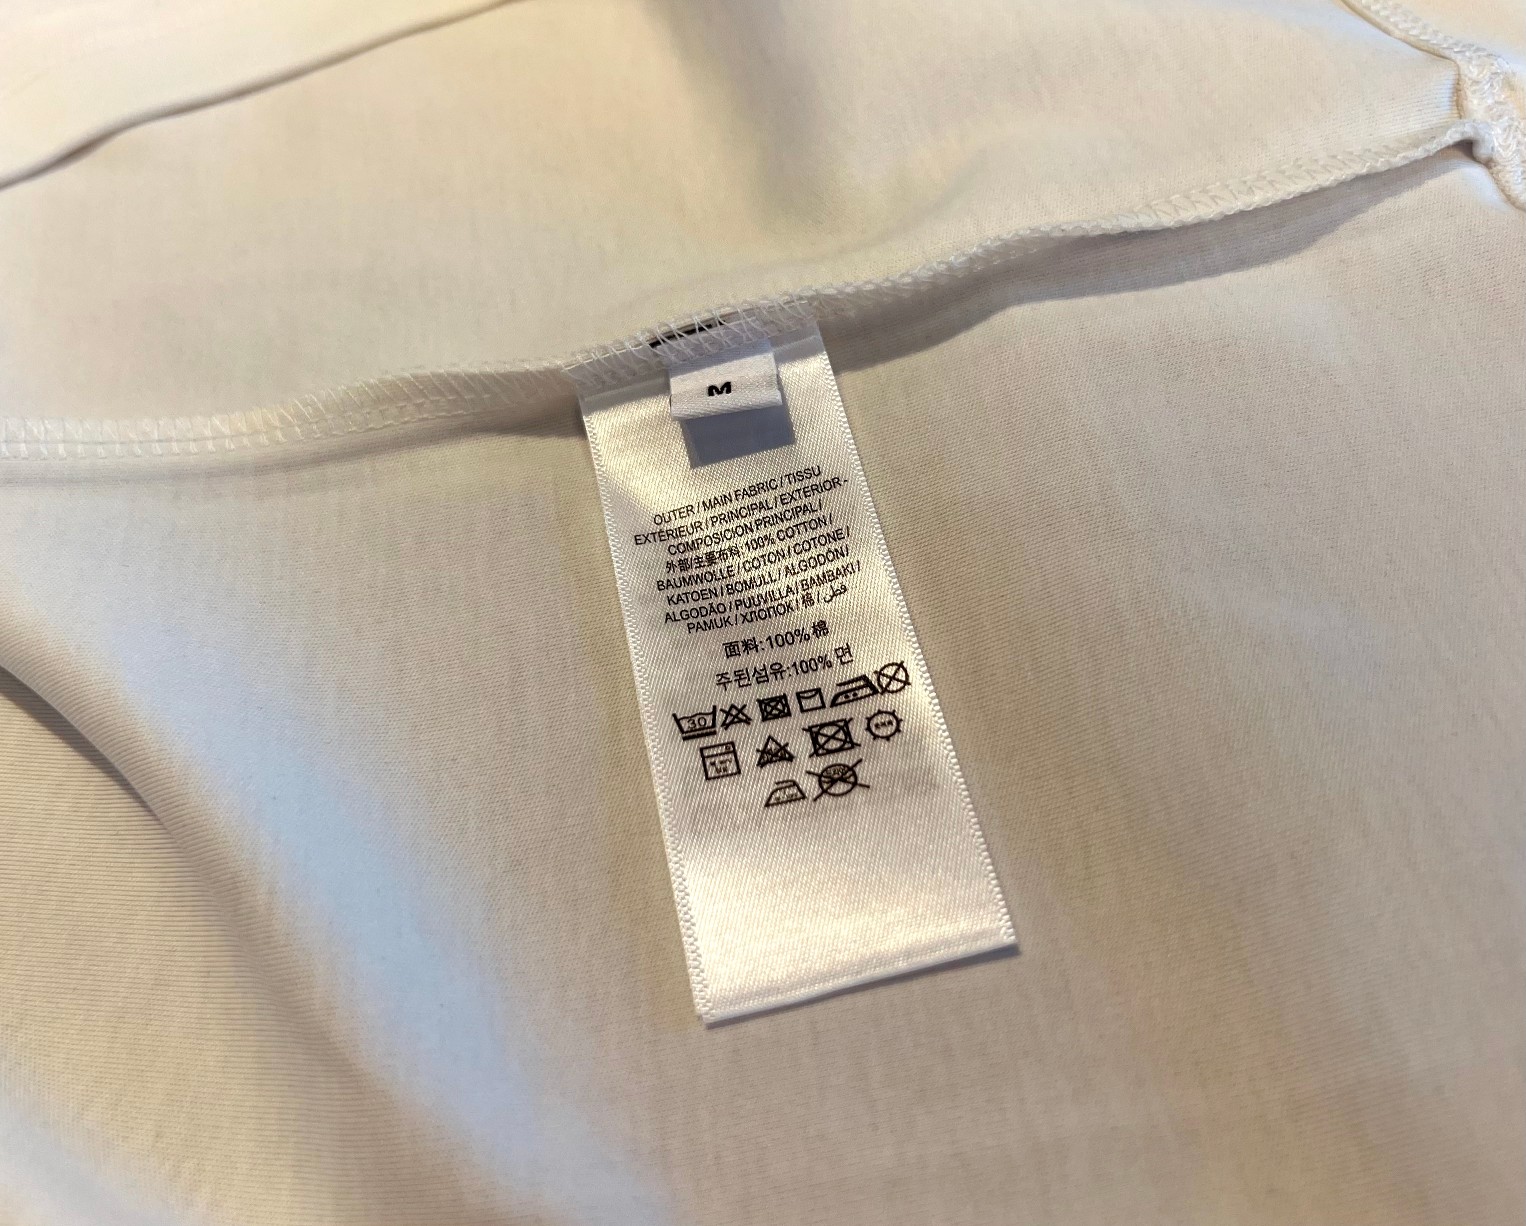 M
OUTER / MAIN FABRIC / TISSU
EXTÉRIEUR / PRINCIPAL / EXTERIOR -
COMPOSICION PRINCIPAL /
外部/主要布料: 100% COTTON /
BAUMWOLLE / COTON / COTONE /
KATOEN / BOMULL / ALGODÓN /
ALGODÃO / PUUVILLA / BAMBAKI /
PAMUK / ХЛОПОК / 棉 / قطن
面料:100% 棉
주된섬유:100% 면
30